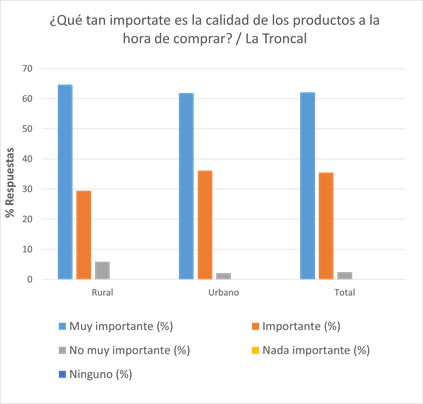 ¿Qué tan importate es la calidad de los productos a la
hora de comprar? / La Troncal
70
60
50
40
30
20
10
0
% Respuestas
Rural
Urbano
Total
Muy importante (%)
Importante (%)
No muy importante (%)
Nada importante (%)
Ninguno (%)